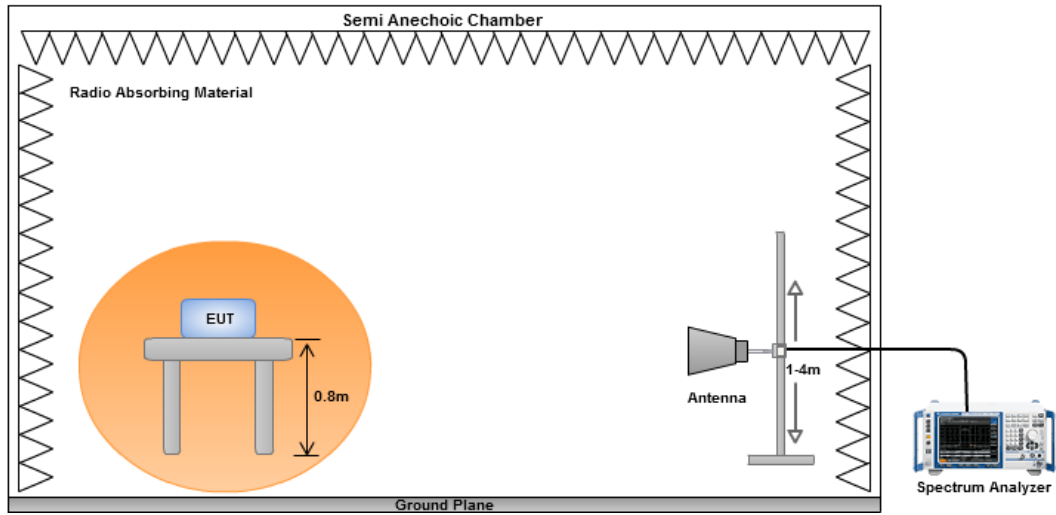 Semi Anechoic Chamber
Radio Absorbing Material
EUT
0.8m
1-4m
Antenna
Spectrum Analyzer
Ground Plane